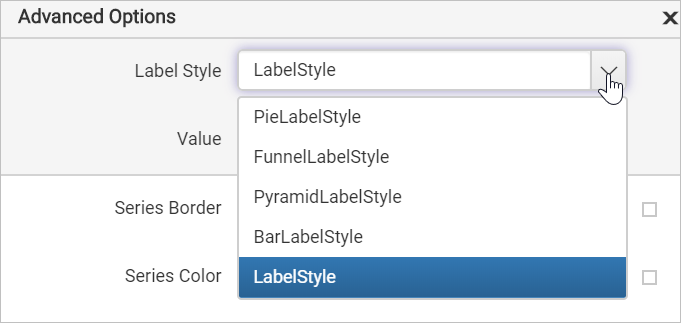 Advanced Options
Label Style LabelStyle
PieLabelStyle
Value
FunnelLabelStyle
PyramidLabelStyle
Series Border
BarLabelStyle
Series Color LabelStyle